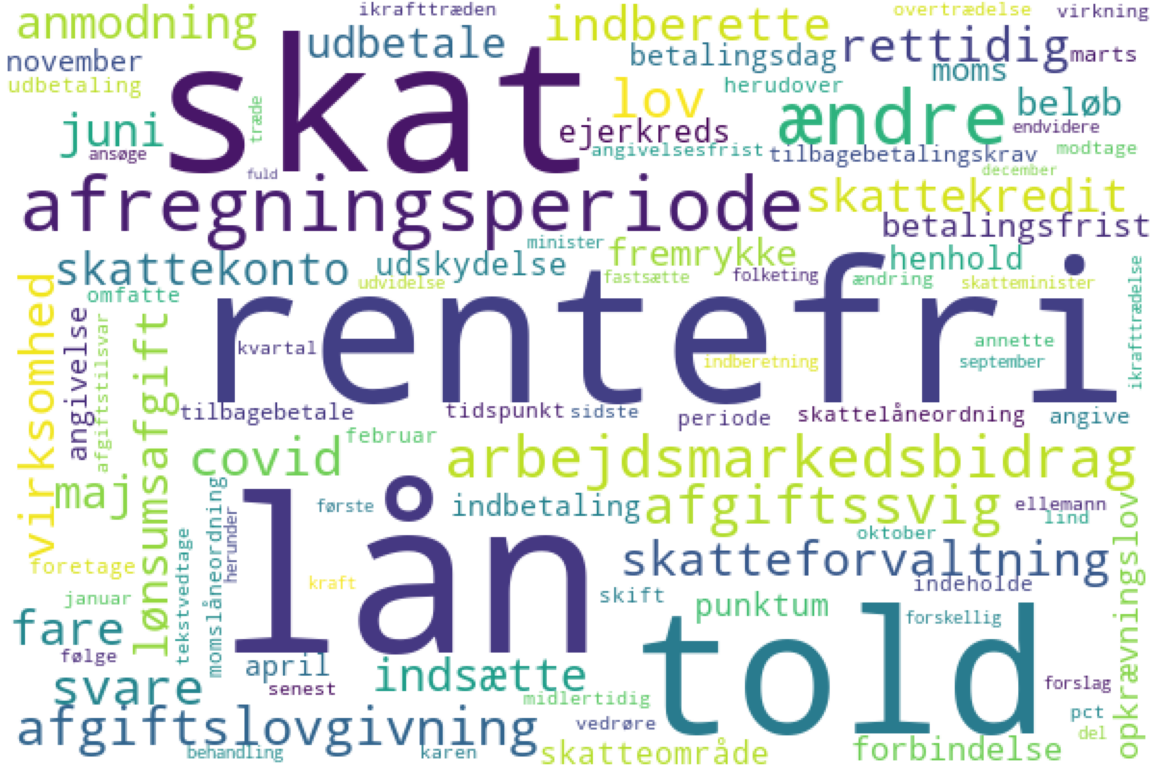 ikrafttræden
overtrædelse
virkning
anmodning
udbetale
indberette
rettidig
november
betalingsdag
marts
moms
udbetaling
skat
herudover
lov
ændre
beløb
træde
juni
ejerkreds
endvidere
ansøge
angivelsesfrist
tilbagebetalingskrav
modtage
fuld
december
afregningsperiode
skattekredit
betalingsfrist
minister
fremrykke
henhold
skattekonto
udskydelse
fastsætte
folketing
ændring
skatteminister
udvidelse
omfatte
rentefri
ikrafttrædelse
virksomhed
angivelse
afgiftstilsvar
lønsumsafgift
kvartal
annette
indberetning
september
tilbagebetale
tidspunkt
sidste
periode
skattelåneordning
angive
februar
covid
arbejdsmarkedsbidrag
maj
lån
første
indbetaling
afgiftssvig
ellemann
lind
oktober
opkrævningslov
tekstvedtage
momslåneordning
herunder
skatteforvaltning
foretage
kraft
indeholde
januar
skift
punktum
told
forskellig
fare
følge
april
indsætte
svare
senest
forslag
midlertidig
afgiftslovgivning
vedrøre
pct
del
behandling
karen
skatteområde
forbindelse